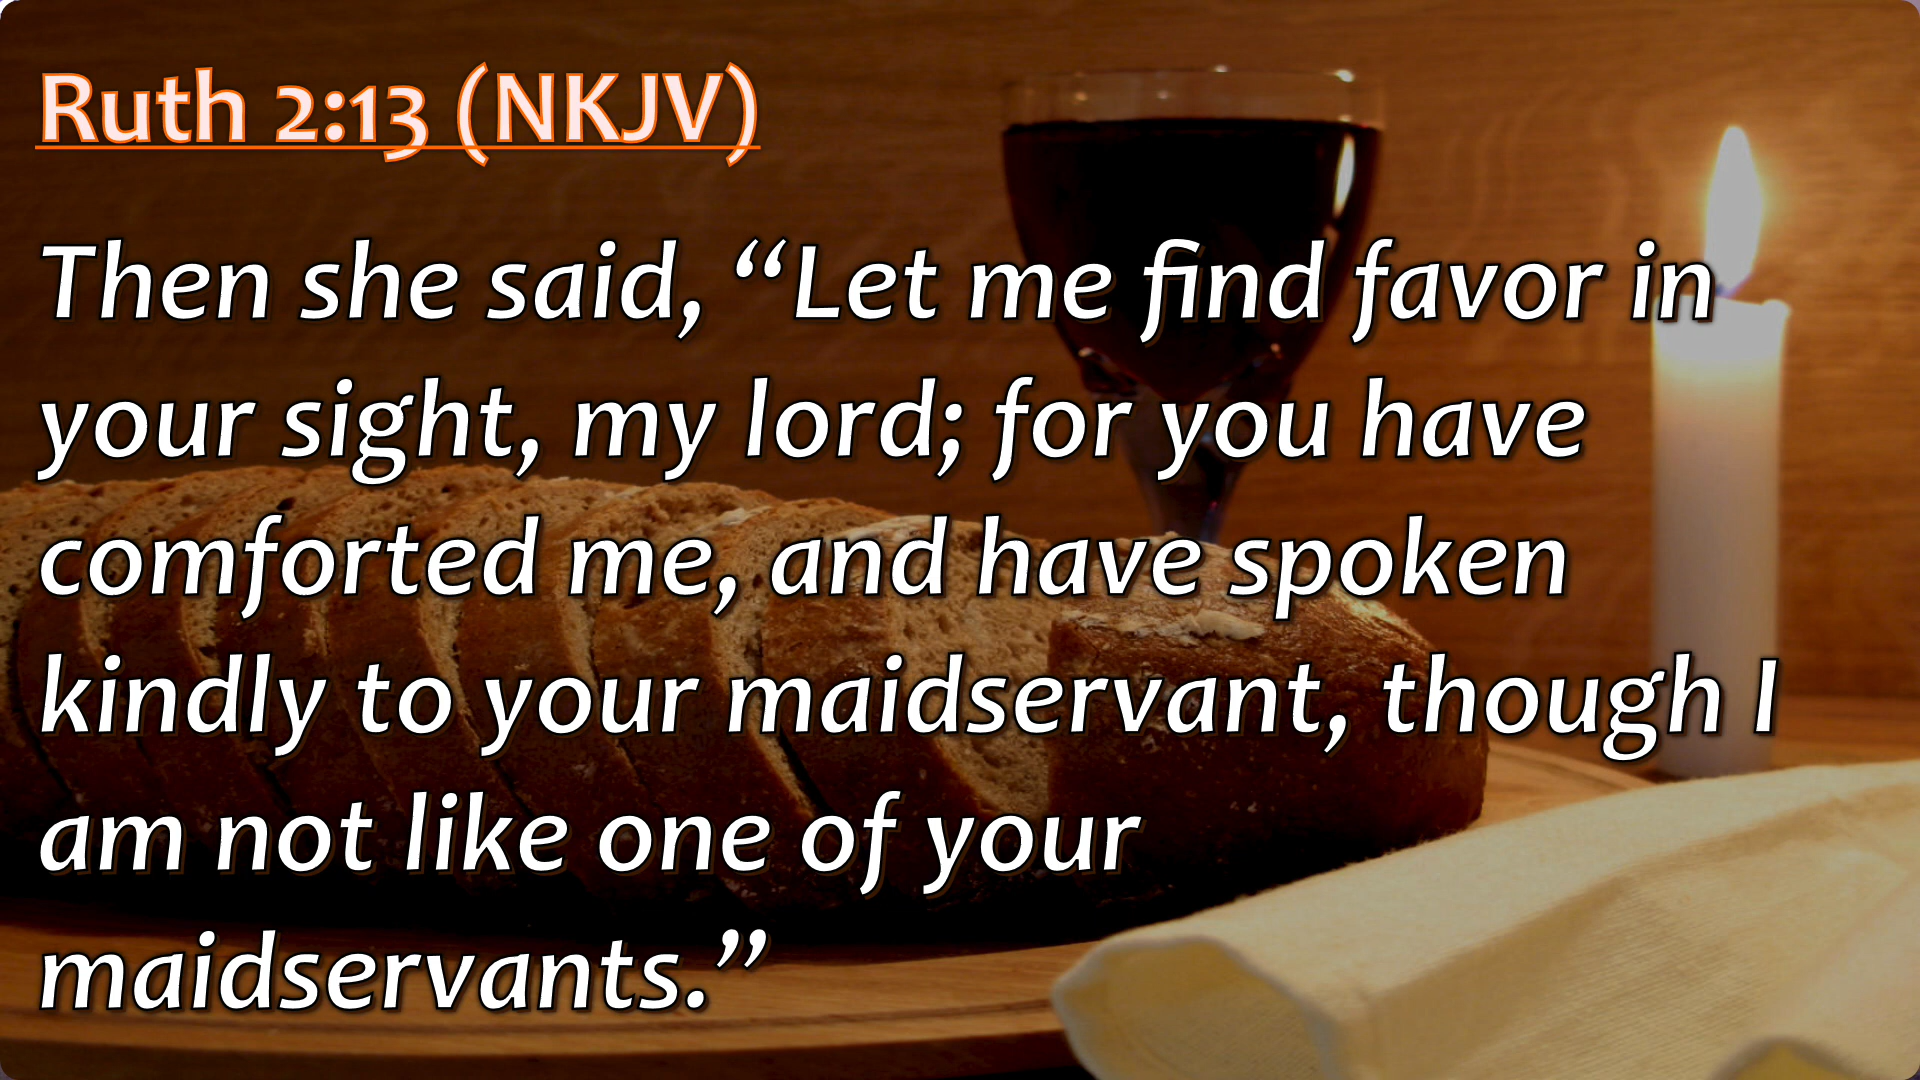 Ruth 2:13 (NKJV)
Then she said, “Let me find favor in
your sight, my lord; for you have
comforted me, and have spoken
kindly to your maidservant, though I
am not like one of your
maidservants.”